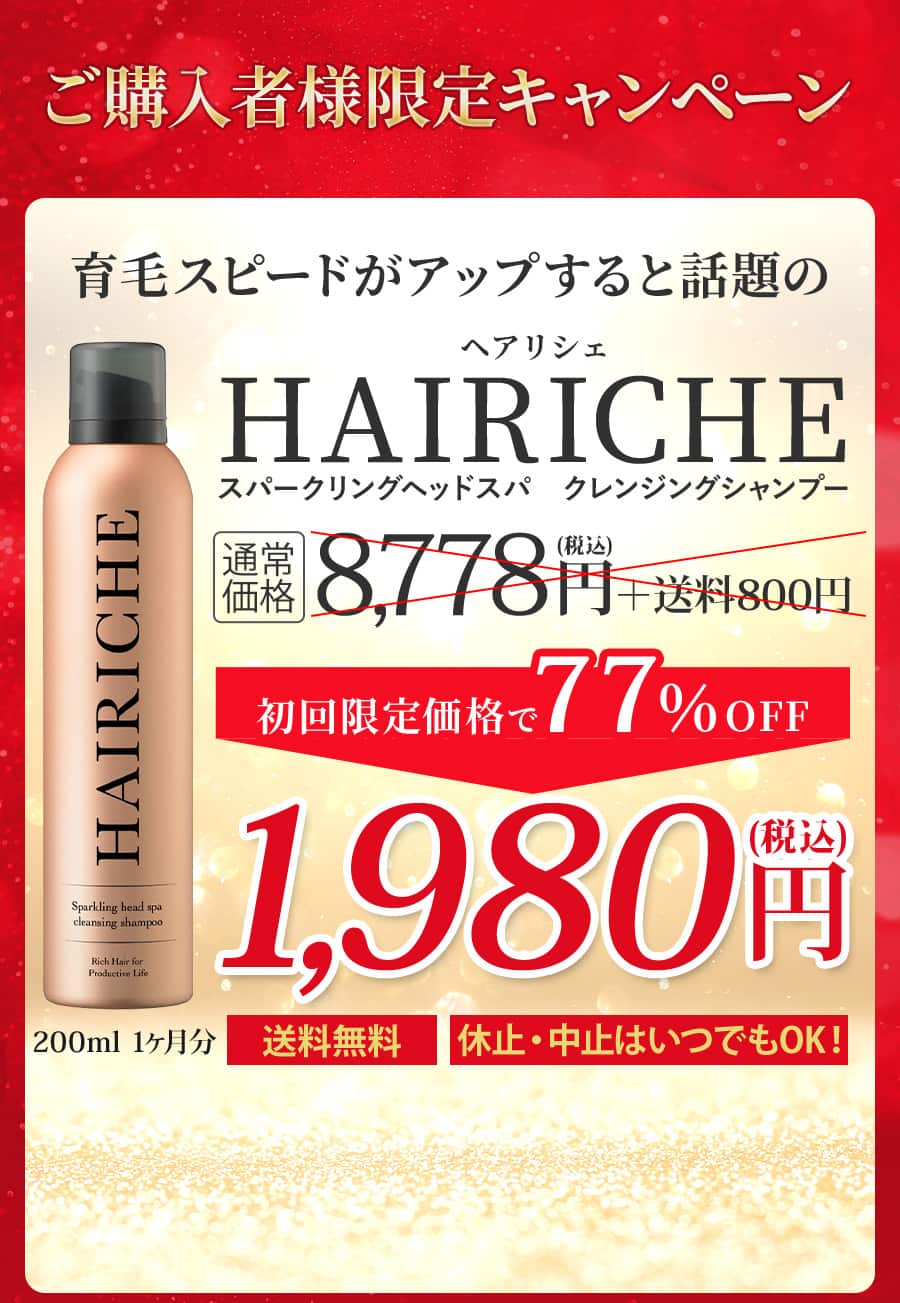 ご購入者様限定キャンペーン
育毛スピードがアップすると話題の
ヘアリシェ
HAIRICHE
スパークリングヘッドスパ クレンジングシャンプー
通常価格 8,778円(税込)+送料800円
初回限定価格で77%OFF
1,980円(税込)
HAIRICHE
Sparkling head spa
cleansing shampoo
Rich Hair for
Productive Life
200ml 1ヶ月分
送料無料
休止・中止はいつでもOK!